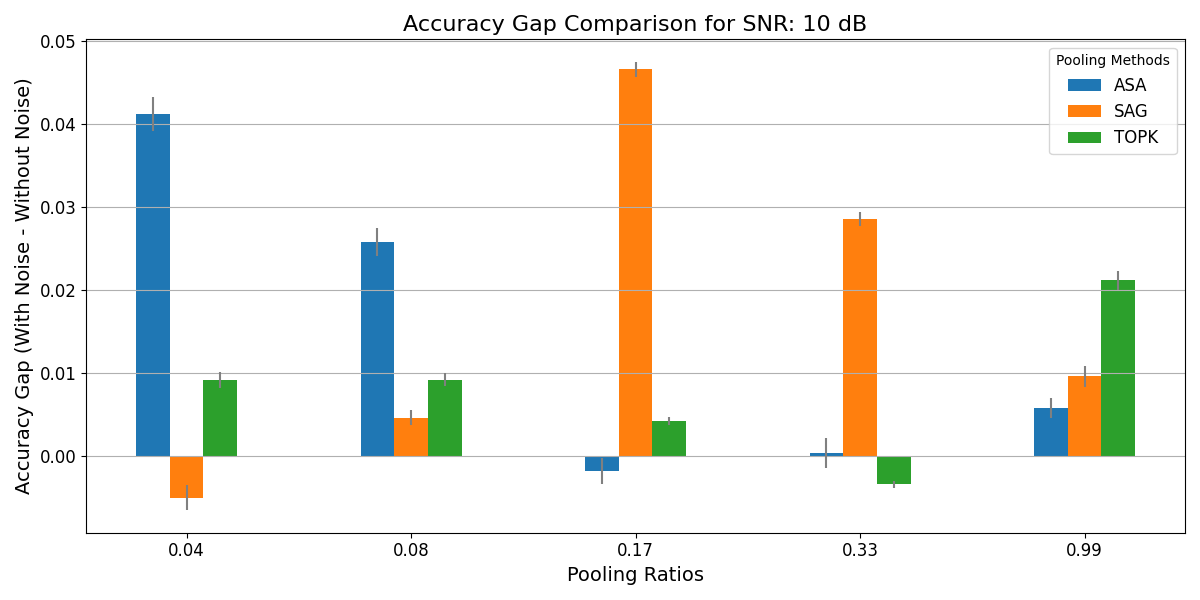 Accuracy Gap Comparison for SNR: 10 dB
Accuracy Gap (With Noise - Without Noise)
0.05
0.04
0.03
0.02
0.01
0.00
Pooling Methods
ASA
SAG
TOPK
0.04 0.08 0.17 0.33 0.99
Pooling Ratios